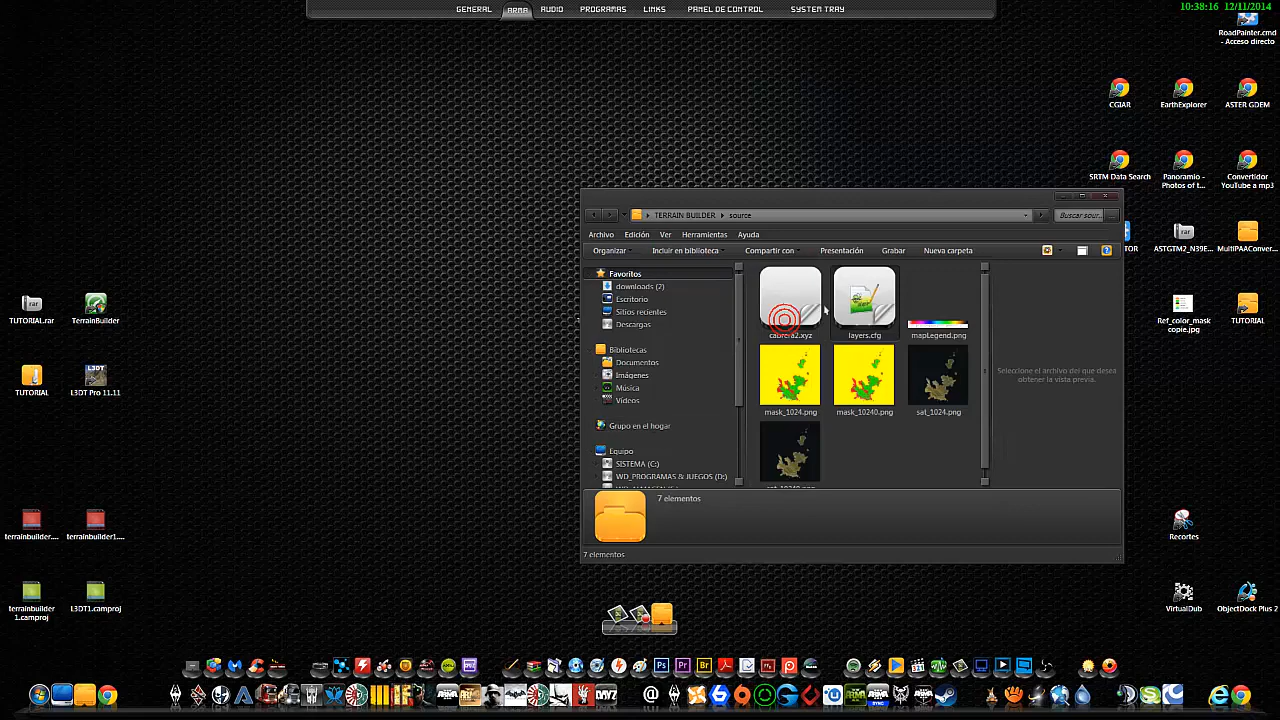 GENERAL ARMA AUDIO PROGRAMAS LINKS PANEL DE CONTROL SYSTEM TRAY
10:38:16 12/11/2014
RoadPainter.cmd
- Acceso directo
CGIAR
EarthExplorer
ASTER GDEM
SRTM Data Search
Panoramio -
Photos of t...
Convertidor
YouTube a mp3
ASTGTM2_N39E...
MultiPAAConver...
TERRAIN BUILDER source
Buscar sour...
Archivo Edición Ver Herramientas Ayuda
Organizar Incluir en biblioteca Compartir con Presentación Grabar Nueva carpeta
Favoritos
downloads (2)
Escritorio
Sitios recientes
Descargas
Bibliotecas
Documentos
Imágenes
Música
Vídeos
Grupo en el hogar
Equipo
SISTEMA (C:)
WD_PROGRAMAS & JUEGOS (D:)
cabrera2.xyz
layers.cfg
mapLegend.png
mask_1024.png
mask_10240.png
sat_1024.png
Seleccione el archivo del que desea
obtener la vista previa.
7 elementos
7 elementos
TUTORIAL.rar
TerrainBuilder
TUTORIAL
L3DT Pro 11.11
terrainbuilder....
terrainbuilder1....
terrainbuilder
1.camproj
L3DT1.camproj
Ref_color_mask
copie.jpg
TUTORIAL
Recortes
VirtualDub
ObjectDock Plus 2